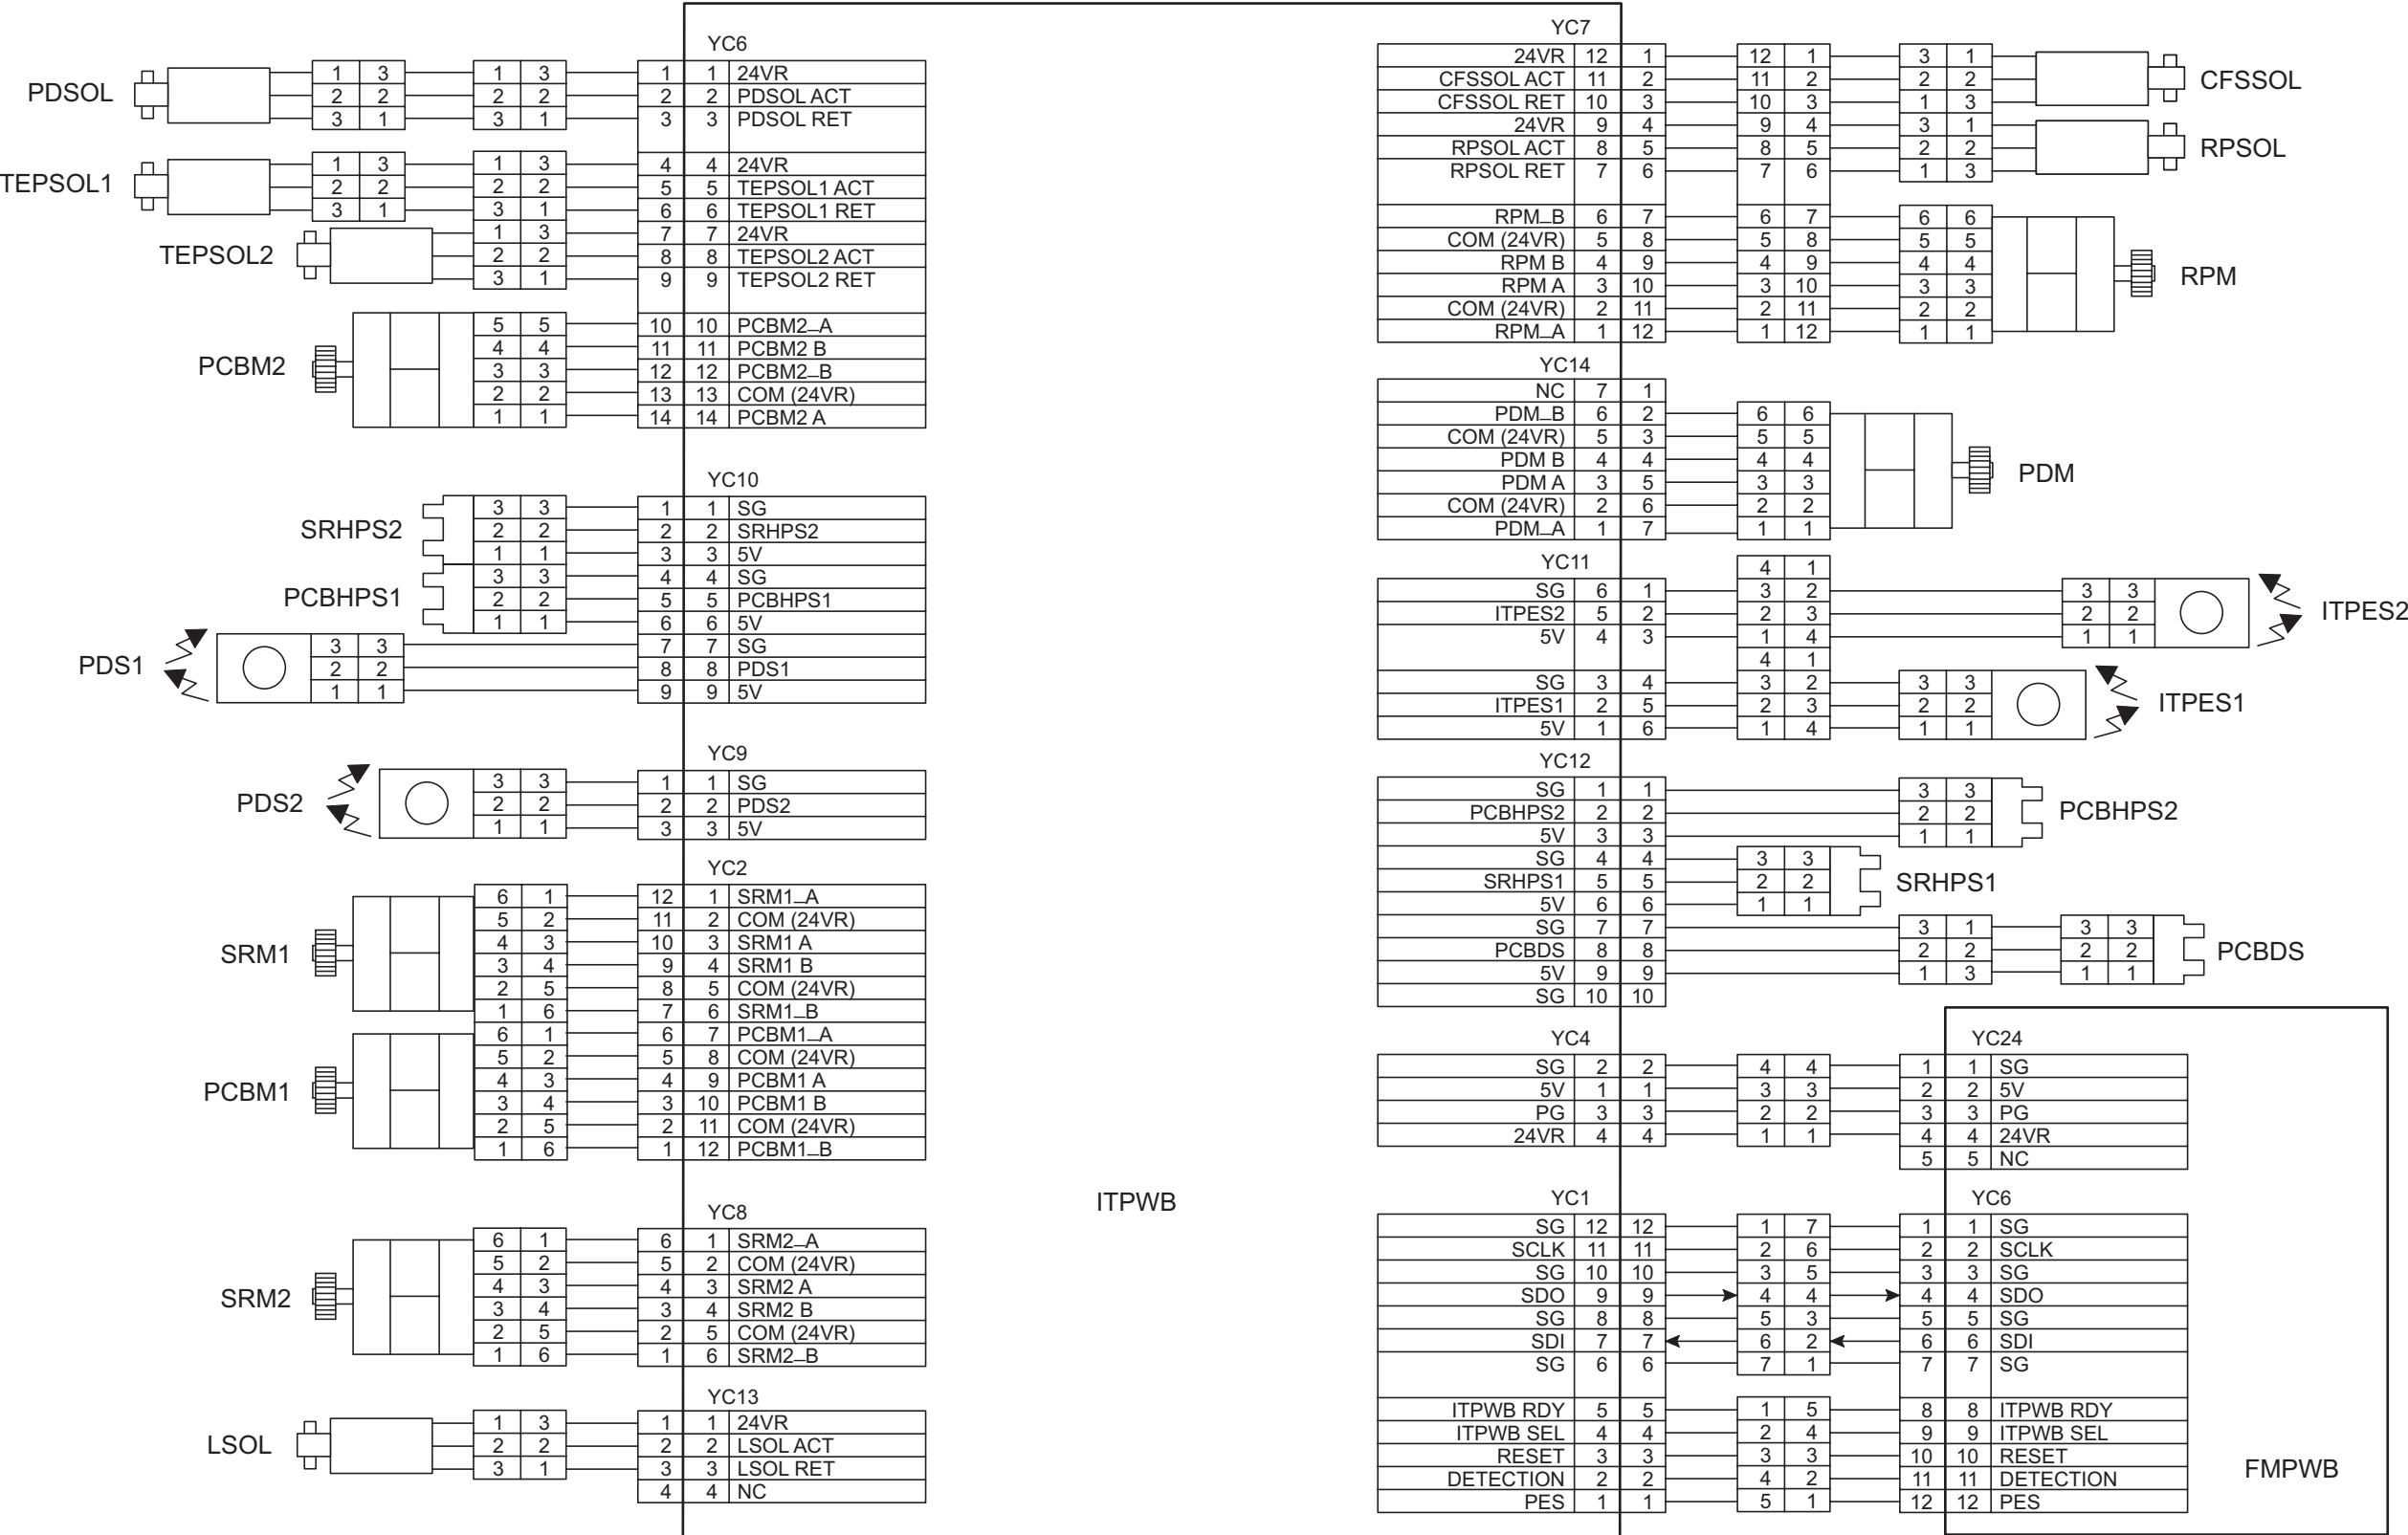 YC6
PDSOL
1 3 1 3 1 1 24VR
2 2 2 2 2 2 PDSOL ACT
3 1 3 1 3 3 PDSOL RET
TEPSOL1
1 3 1 3 4 4 24VR
2 2 2 2 5 5 TEPSOL1 ACT
3 1 3 1 6 6 TEPSOL1 RET
TEPSOL2
1 3 7 7 24VR
2 2 8 8 TEPSOL2 ACT
3 1 9 9 TEPSOL2 RET
PCBM2
5 5 10 10 PCBM2_A
4 4 11 11 PCBM2 B
3 3 12 12 PCBM2_B
2 2 13 13 COM (24VR)
1 1 14 14 PCBM2 A
YC10
SRHPS2
3 3 1 1 SG
2 2 2 2 SRHPS2
1 1 3 3 5V
PCBHPS1
3 3 4 4 SG
2 2 5 5 PCBHPS1
1 1 6 6 5V
PDS1
3 3 7 7 SG
2 2 8 8 PDS1
1 1 9 9 5V
YC9
PDS2
3 3 1 1 SG
2 2 2 2 PDS2
1 1 3 3 5V
YC2
SRM1
6 1 12 1 SRM1_A
5 2 11 2 COM (24VR)
4 3 10 3 SRM1 A
3 4 9 4 SRM1 B
2 5 8 5 COM (24VR)
1 6 7 6 SRM1_B
PCBM1
6 1 6 7 PCBM1_A
5 2 5 8 COM (24VR)
4 3 4 9 PCBM1 A
3 4 3 10 PCBM1 B
2 5 2 11 COM (24VR)
1 6 1 12 PCBM1_B
YC8
SRM2
6 1 6 1 SRM2_A
5 2 5 2 COM (24VR)
4 3 4 3 SRM2 A
3 4 3 4 SRM2 B
2 5 2 5 COM (24VR)
1 6 1 6 SRM2_B
YC13
LSOL
1 3 1 1 24VR
2 2 2 2 LSOL ACT
3 1 3 3 LSOL RET
4 4 NC
ITPWB
YC7
24VR 12 1 12 1 3 1
CFSSOL ACT 11 2 11 2 2 2
CFSSOL RET 10 3 10 3 1 3
CFSSOL
24VR 9 4 9 4 3 1
RPSOL ACT 8 5 8 5 2 2
RPSOL RET 7 6 7 6 1 3
RPSOL
RPM_B 6 7 6 7 6 6
COM (24VR) 5 8 5 8 5 5
RPM B 4 9 4 9 4 4
RPM A 3 10 3 10 3 3
COM (24VR) 2 11 2 11 2 2
RPM_A 1 12 1 12 1 1
RPM
YC14
NC 7 1
PDM_B 6 2 6 6
COM (24VR) 5 3 5 5
PDM B 4 4 4 4
PDM A 3 5 3 3
COM (24VR) 2 6 2 2
PDM_A 1 7 1 1
PDM
YC11
4 1
SG 6 1 3 2 3 3
ITPES2 5 2 2 3 2 2
5V 4 3 1 4 1 1
ITPES2
4 1
SG 3 4 3 2 3 3
ITPES1 2 5 2 3 2 2
5V 1 6 1 4 1 1
ITPES1
YC12
SG 1 1 3 3
PCBHPS2 2 2 2 2
5V 3 3 1 1
PCBHPS2
SG 4 4 3 3
SRHPS1 5 5 2 2
5V 6 6 1 1
SRHPS1
SG 7 7 3 1 3 3
PCBDS 8 8 2 2 2 2
5V 9 9 1 3 1 1
PCBDS
SG 10 10
YC4 YC24
SG 2 2 4 4 1 1 SG
5V 1 1 3 3 2 2 5V
PG 3 3 2 2 3 3 PG
24VR 4 4 1 1 4 4 24VR
5 5 NC
YC1 YC6
SG 12 12 1 7 1 1 SG
SCLK 11 11 2 6 2 2 SCLK
SG 10 10 3 5 3 3 SG
SDO 9 9 4 4 4 4 SDO
SG 8 8 5 3 5 5 SG
SDI 7 7 6 2 6 6 SDI
SG 6 6 7 1 7 7 SG
ITPWB RDY 5 5 1 5 8 8 ITPWB RDY
ITPWB SEL 4 4 2 4 9 9 ITPWB SEL
RESET 3 3 3 3 10 10 RESET
DETECTION 2 2 4 2 11 11 DETECTION
PES 1 1 5 1 12 12 PES
FMPWB